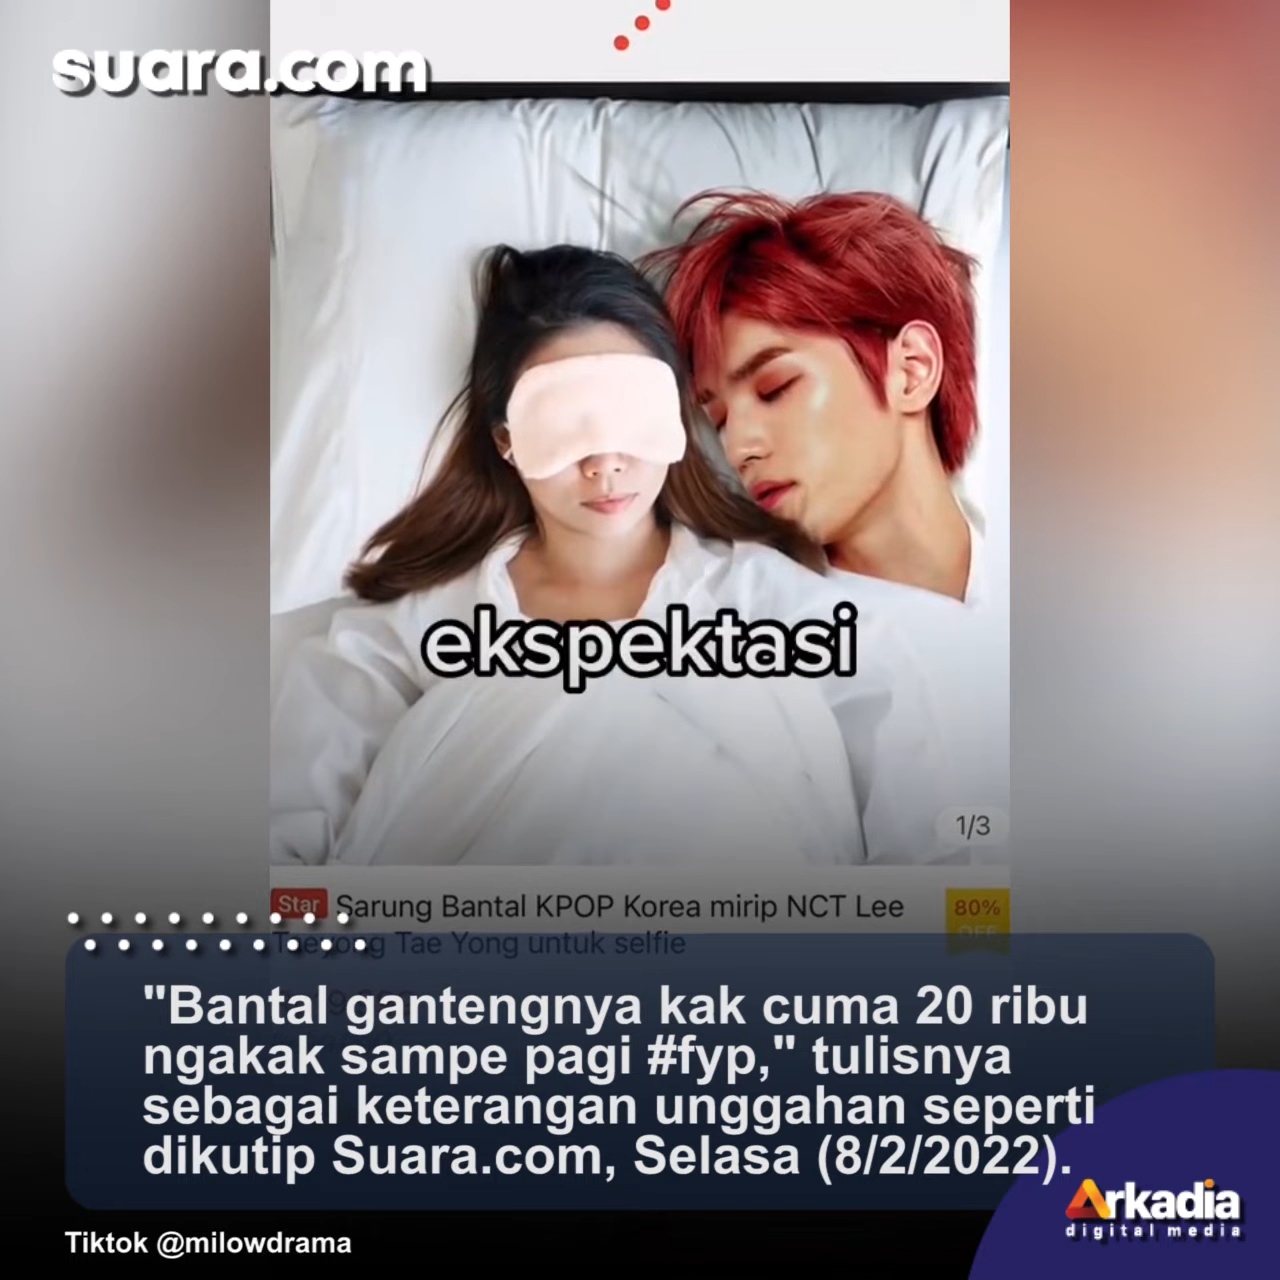 suara.com
ekspektasi
1/3
Star Sarung Bantal KPOP Korea mirip NCT Lee
Taeyong Tae Yong untuk selfie
80%
OFF
"Bantal gantengnya kak cuma 20 ribu
ngakak sampe pagi #fyp," tulisnya
sebagai keterangan unggahan seperti
dikutip Suara.com, Selasa (8/2/2022).
Arkadia
digital media
Tiktok @milowdrama